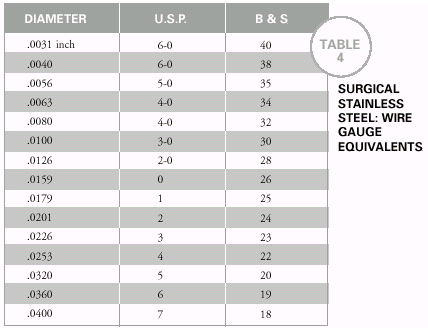 DIAMETER U.S.P. B & S
.0031 inch 6-0 40
.0040 6-0 38
.0056 5-0 35
.0063 4-0 34
.0080 4-0 32
.0100 3-0 30
.0126 2-0 28
.0159 0 26
.0179 1 25
.0201 2 24
.0226 3 23
.0253 4 22
.0320 5 20
.0360 6 19
.0400 7 18
TABLE
4
SURGICAL
STAINLESS
STEEL: WIRE
GAUGE
EQUIVALENTS